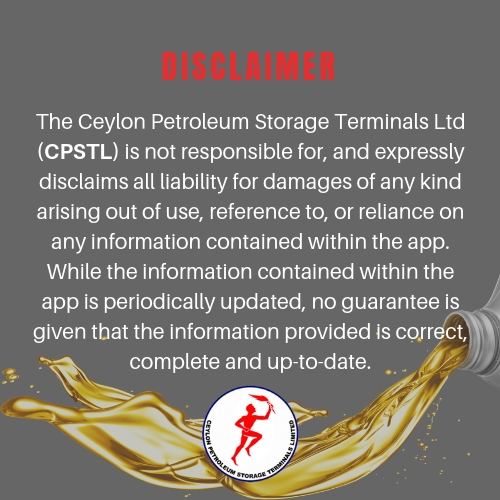 DISCLAIMER
The Ceylon Petroleum Storage Terminals Ltd
(CPSTL) is not responsible for, and expressly
disclaims all liability for damages of any kind
arising out of use, reference to, or reliance on
any information contained within the app.
While the information contained within the
app is periodically updated, no guarantee is
given that the information provided is correct,
complete and up-to-date.
CEYLON PETROLEUM STORAGE TERMINALS LIMITED